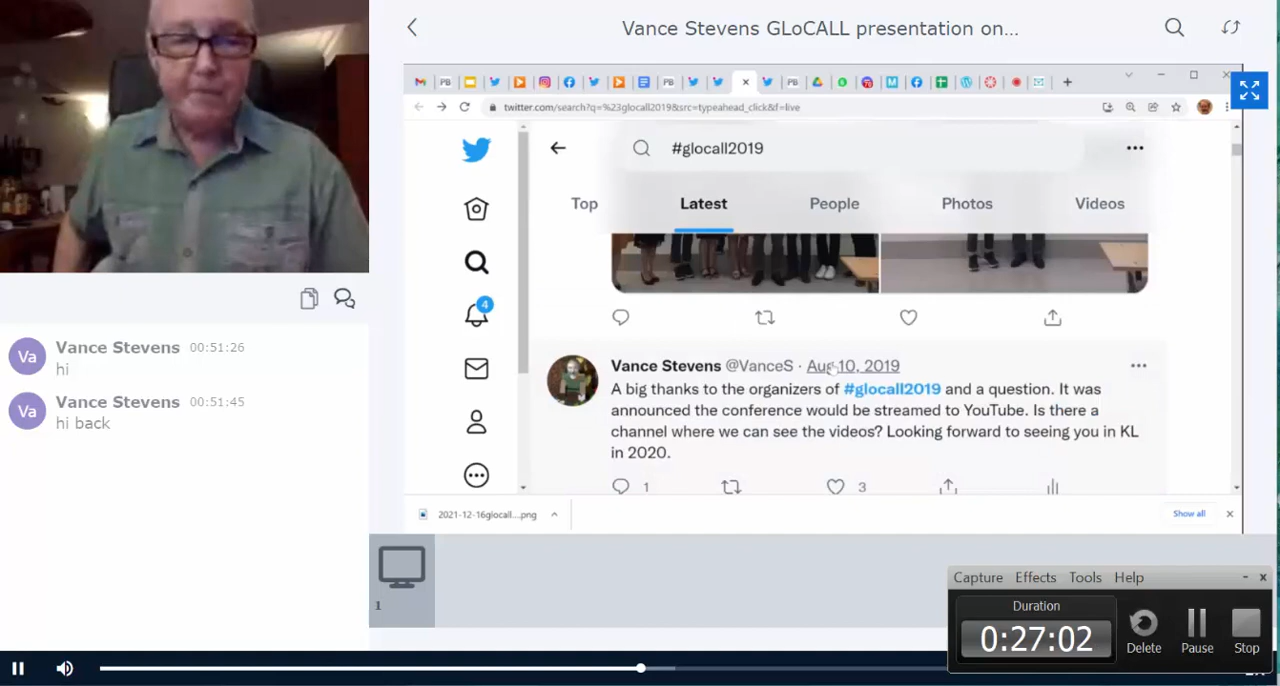 Vance Stevens GLoCALL presentation on...
PB
PB
PB
M
twitter.com/search?q=%23glocall2019&src=typeahead_click&f=live
#glocall2019
Top
Latest
People
Photos
Videos
4
Va
Vance Stevens 00:51:26
hi
Va
Vance Stevens 00:51:45
hi back
Vance Stevens @VanceS · Aug 10, 2019
A big thanks to the organizers of #glocall2019 and a question. It was
announced the conference would be streamed to YouTube. Is there a
channel where we can see the videos? Looking forward to seeing you in KL
in 2020.
1
3
2021-12-16glocall....png
Show all
1
Capture Effects Tools Help
Duration
0:27:02
Delete
Pause
Stop